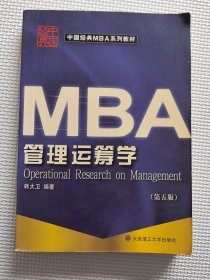 中国经典MBA系列教材
MBA
管理运筹学
Operational Research on Management
(第五版)
韩大卫 编著
大连理工大学出版社